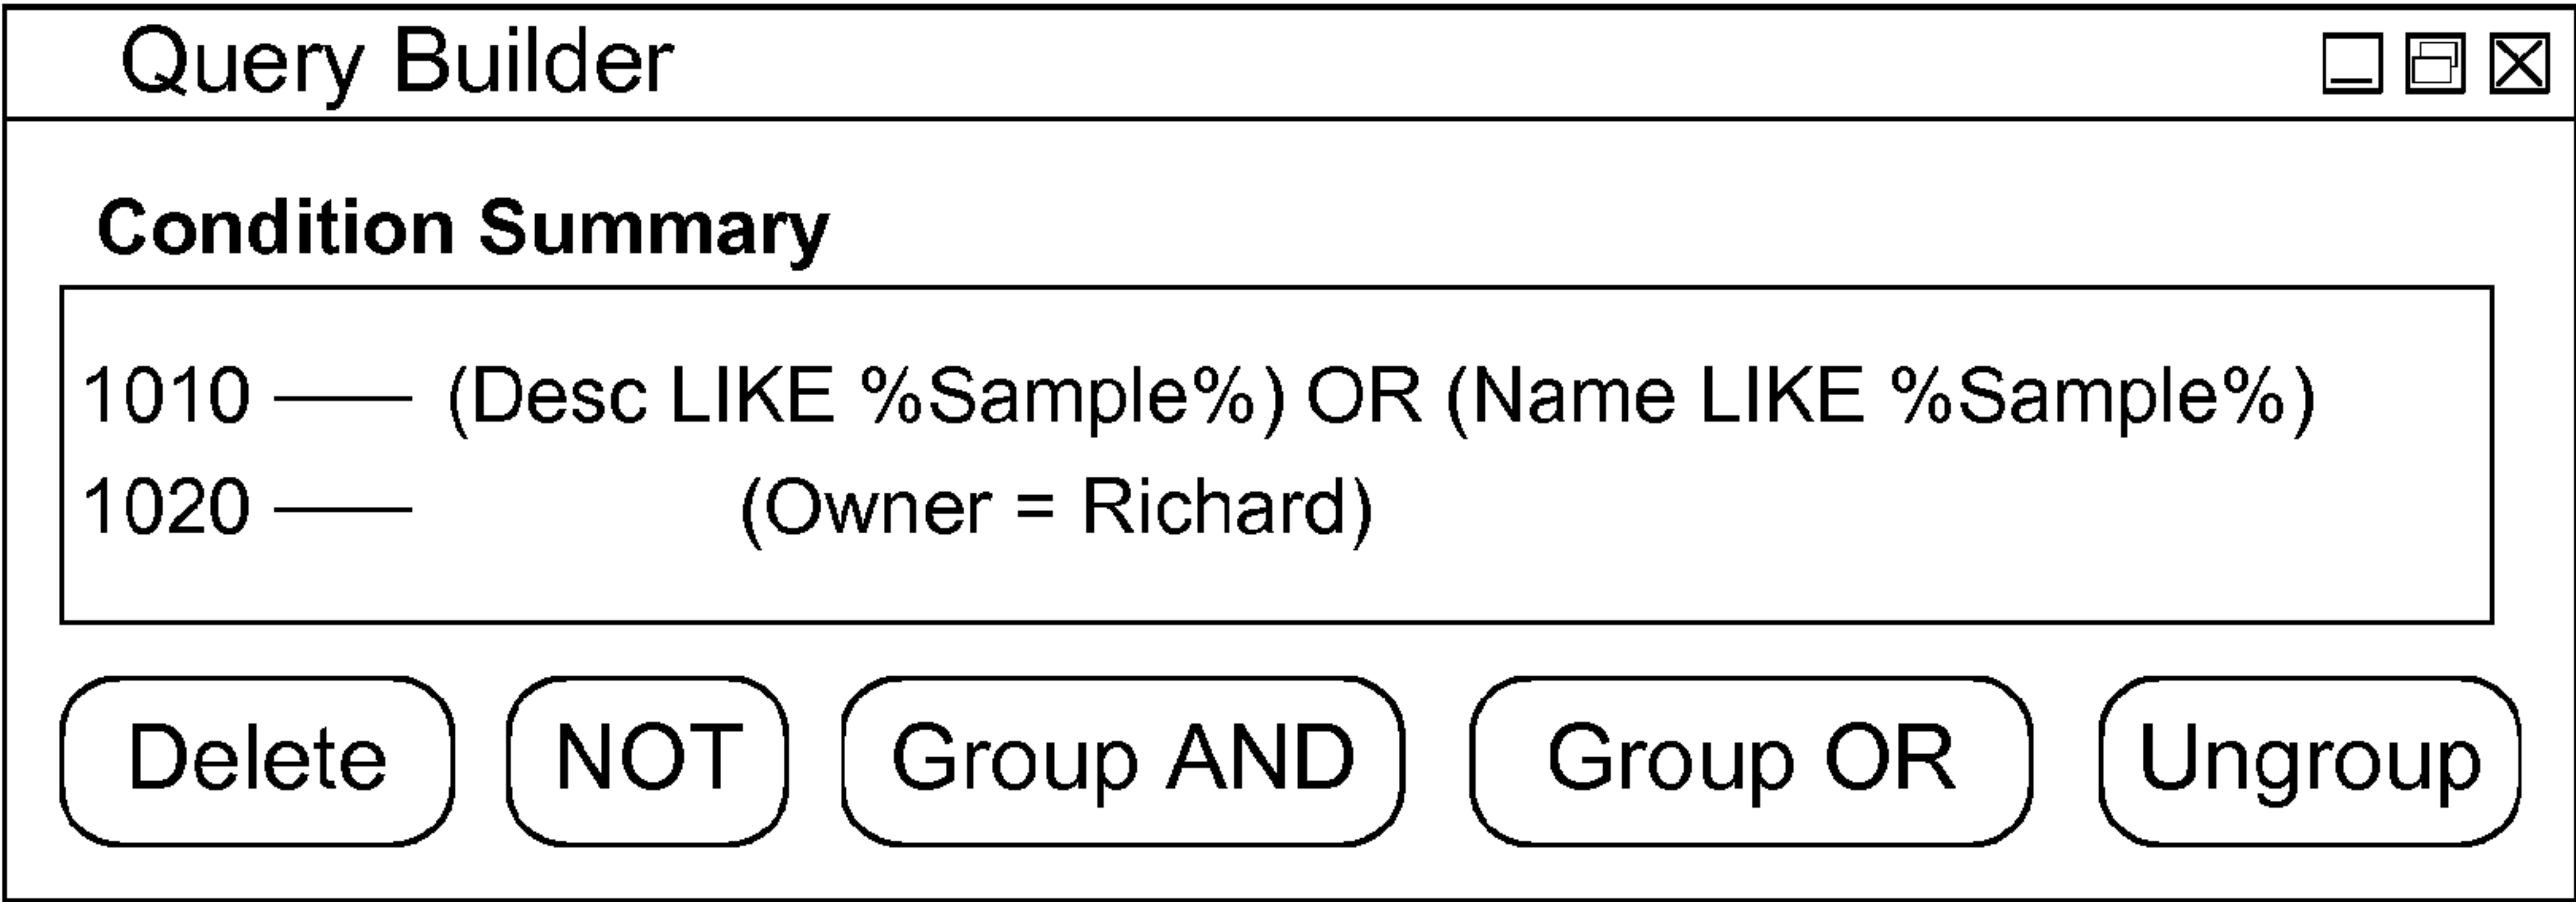 Query Builder
Condition Summary
1010 (Desc LIKE %Sample%) OR (Name LIKE %Sample%)
1020 (Owner = Richard)
Delete NOT Group AND Group OR Ungroup